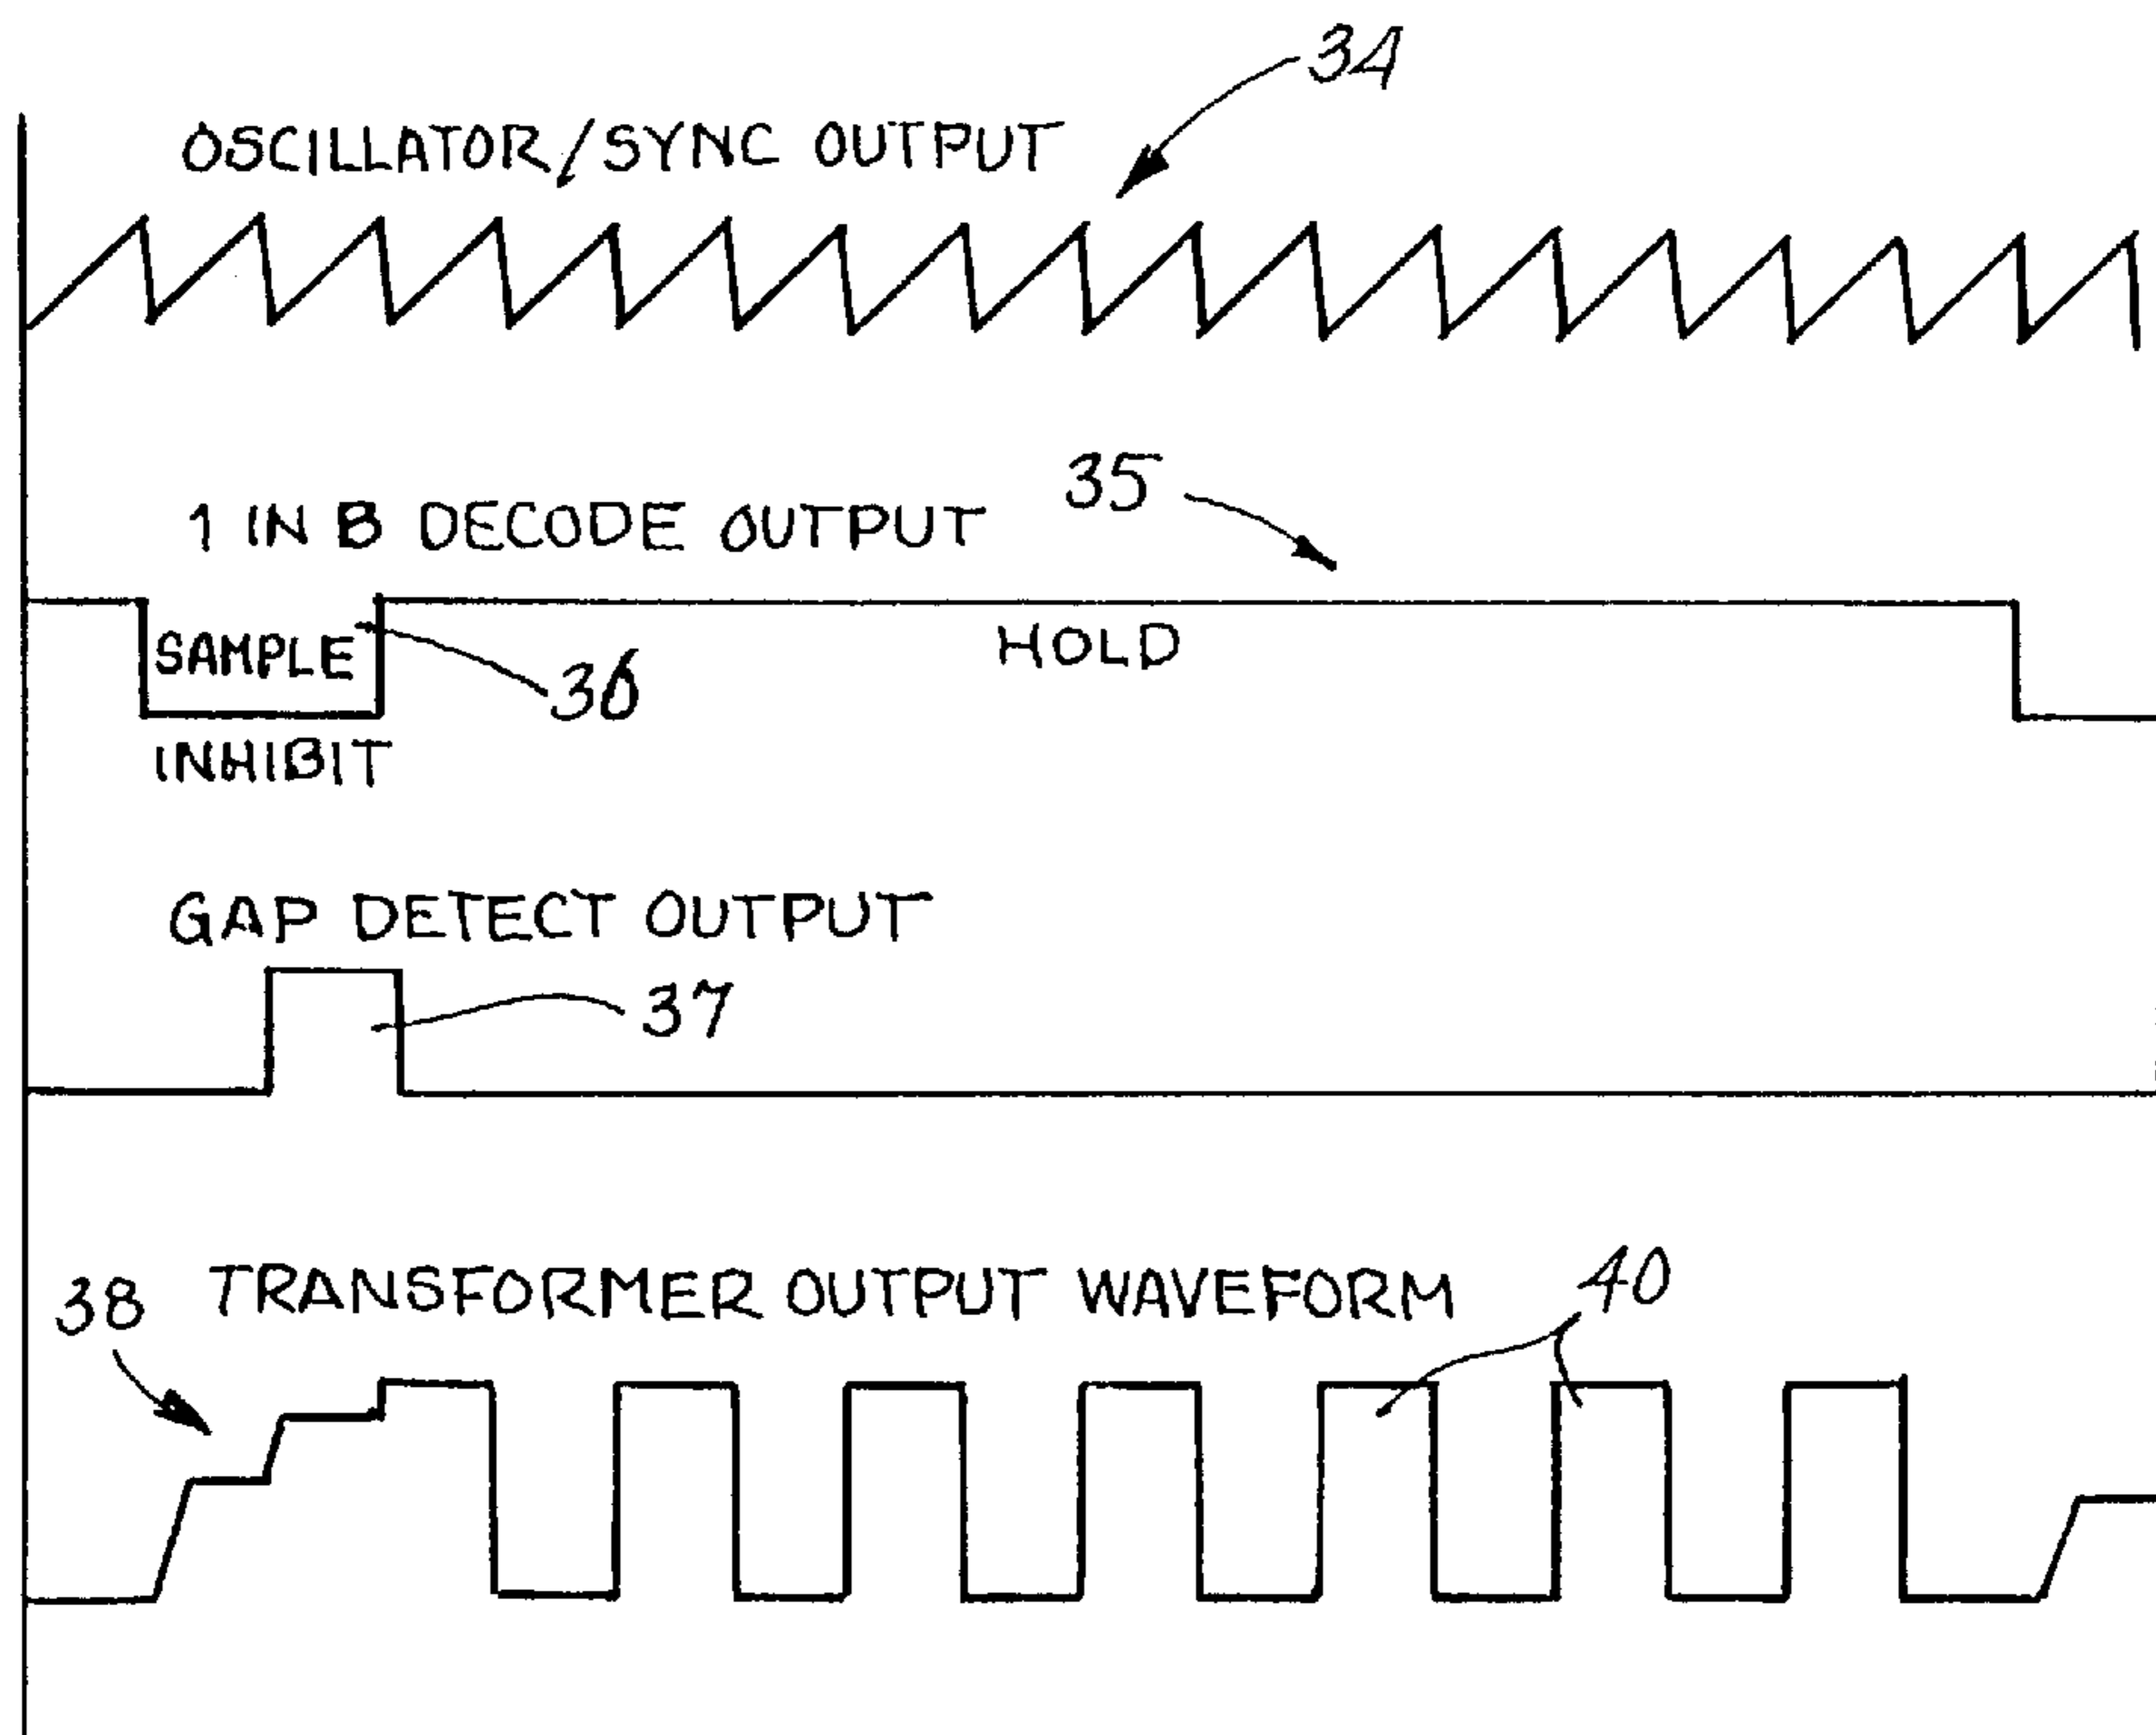 34
OSCILLATOR/SYNC OUTPUT
35
1 IN 8 DECODE OUTPUT
SAMPLE
HOLD
36
INHIBIT
GAP DETECT OUTPUT
37
38
TRANSFORMER OUTPUT WAVEFORM
40